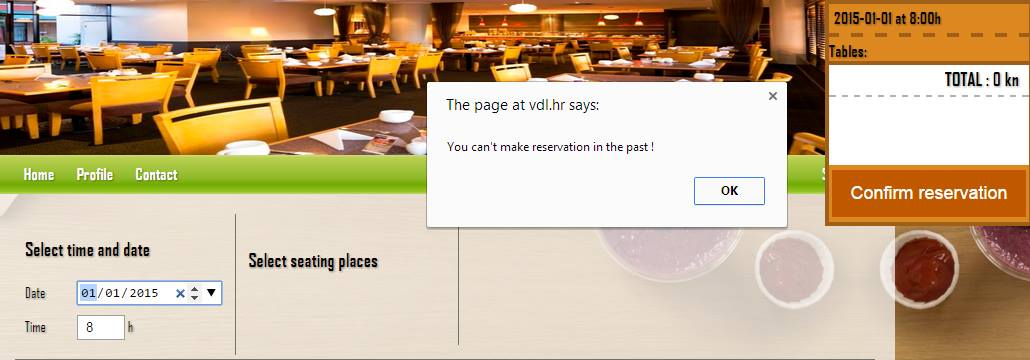 2015-01-01 at 8:00h
Tables:
TOTAL : 0 kn
Confirm reservation
The page at vdl.hr says:
You can't make reservation in the past !
OK
Home Profile Contact
Select time and date
Date 01/01/2015
Time 8 h
Select seating places